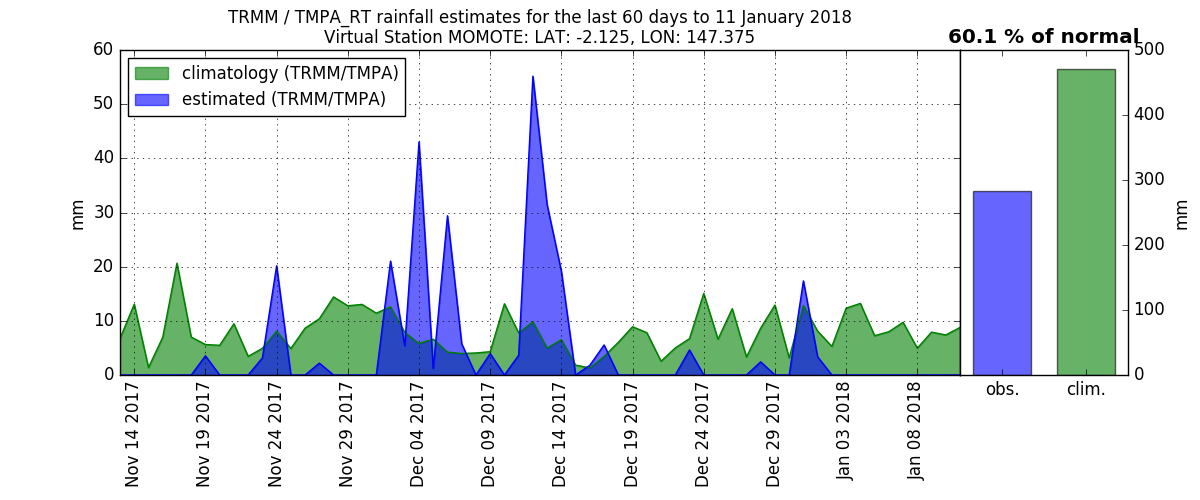 TRMM / TMPA_RT rainfall estimates for the last 60 days to 11 January 2018
Virtual Station MOMOTE: LAT: -2.125, LON: 147.375
60.1 % of normal
climatology (TRMM/TMPA)
estimated (TRMM/TMPA)
60
50
40
30
20
10
0
mm
Nov 14 2017
Nov 19 2017
Nov 24 2017
Nov 29 2017
Dec 04 2017
Dec 09 2017
Dec 14 2017
Dec 19 2017
Dec 24 2017
Dec 29 2017
Jan 03 2018
Jan 08 2018
obs.
clim.
500
400
300
200
100
0
mm